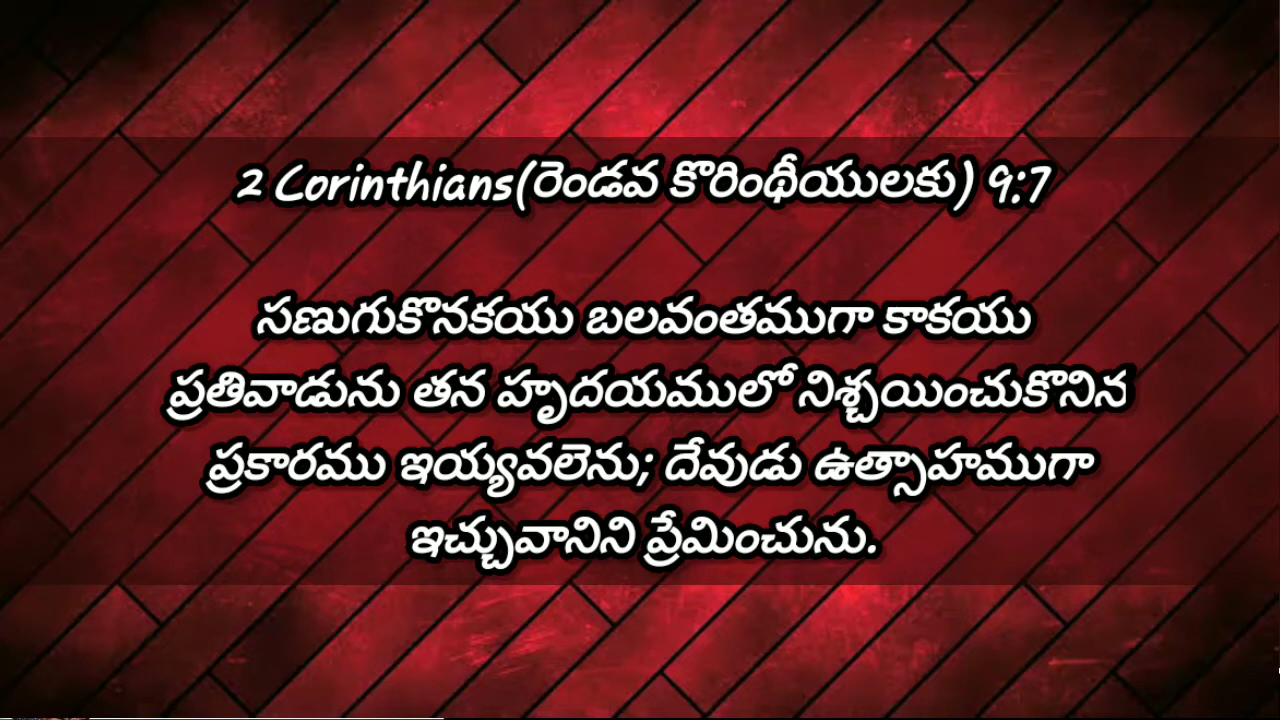 2 Corinthians(రెండవ కొరింథీయులకు) 9:7
సణుగుకొనకయు బలవంతముగా కాకయు
ప్రతివాడును తన హృదయములో నిశ్చయించుకొనిన
ప్రకారము ఇయ్యవలెను; దేవుడు ఉత్సాహముగా
ఇచ్చువానిని ప్రేమించును.